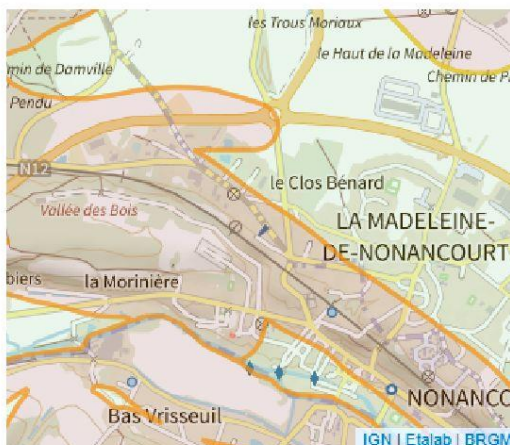 les Trous Moriaux
le Haut de la Madeleine
min de Damville
Chemin de P
Pendu
N12
le Clos Bénard
Vallée des Bois
LA MADELEINE-
DE-NONANCOURT
biers
la Morinière
NONANCO
Bas Vrisseuil
IGN | Etalab | BRGM